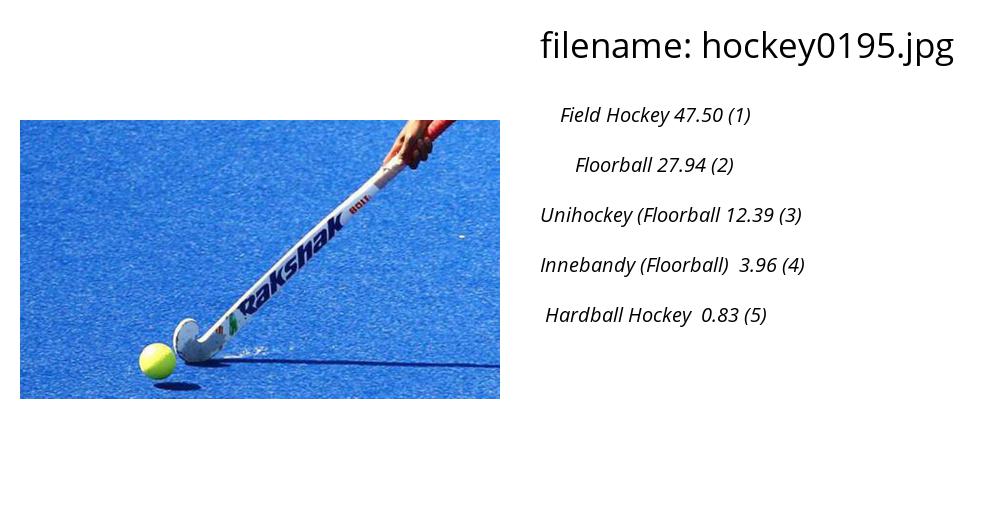 filename: hockey0195.jpg
Field Hockey 47.50 (1)
Floorball 27.94 (2)
Unihockey (Floorball 12.39 (3)
Innebandy (Floorball) 3.96 (4)
Hardball Hockey 0.83 (5)
Rakshak
BOLT